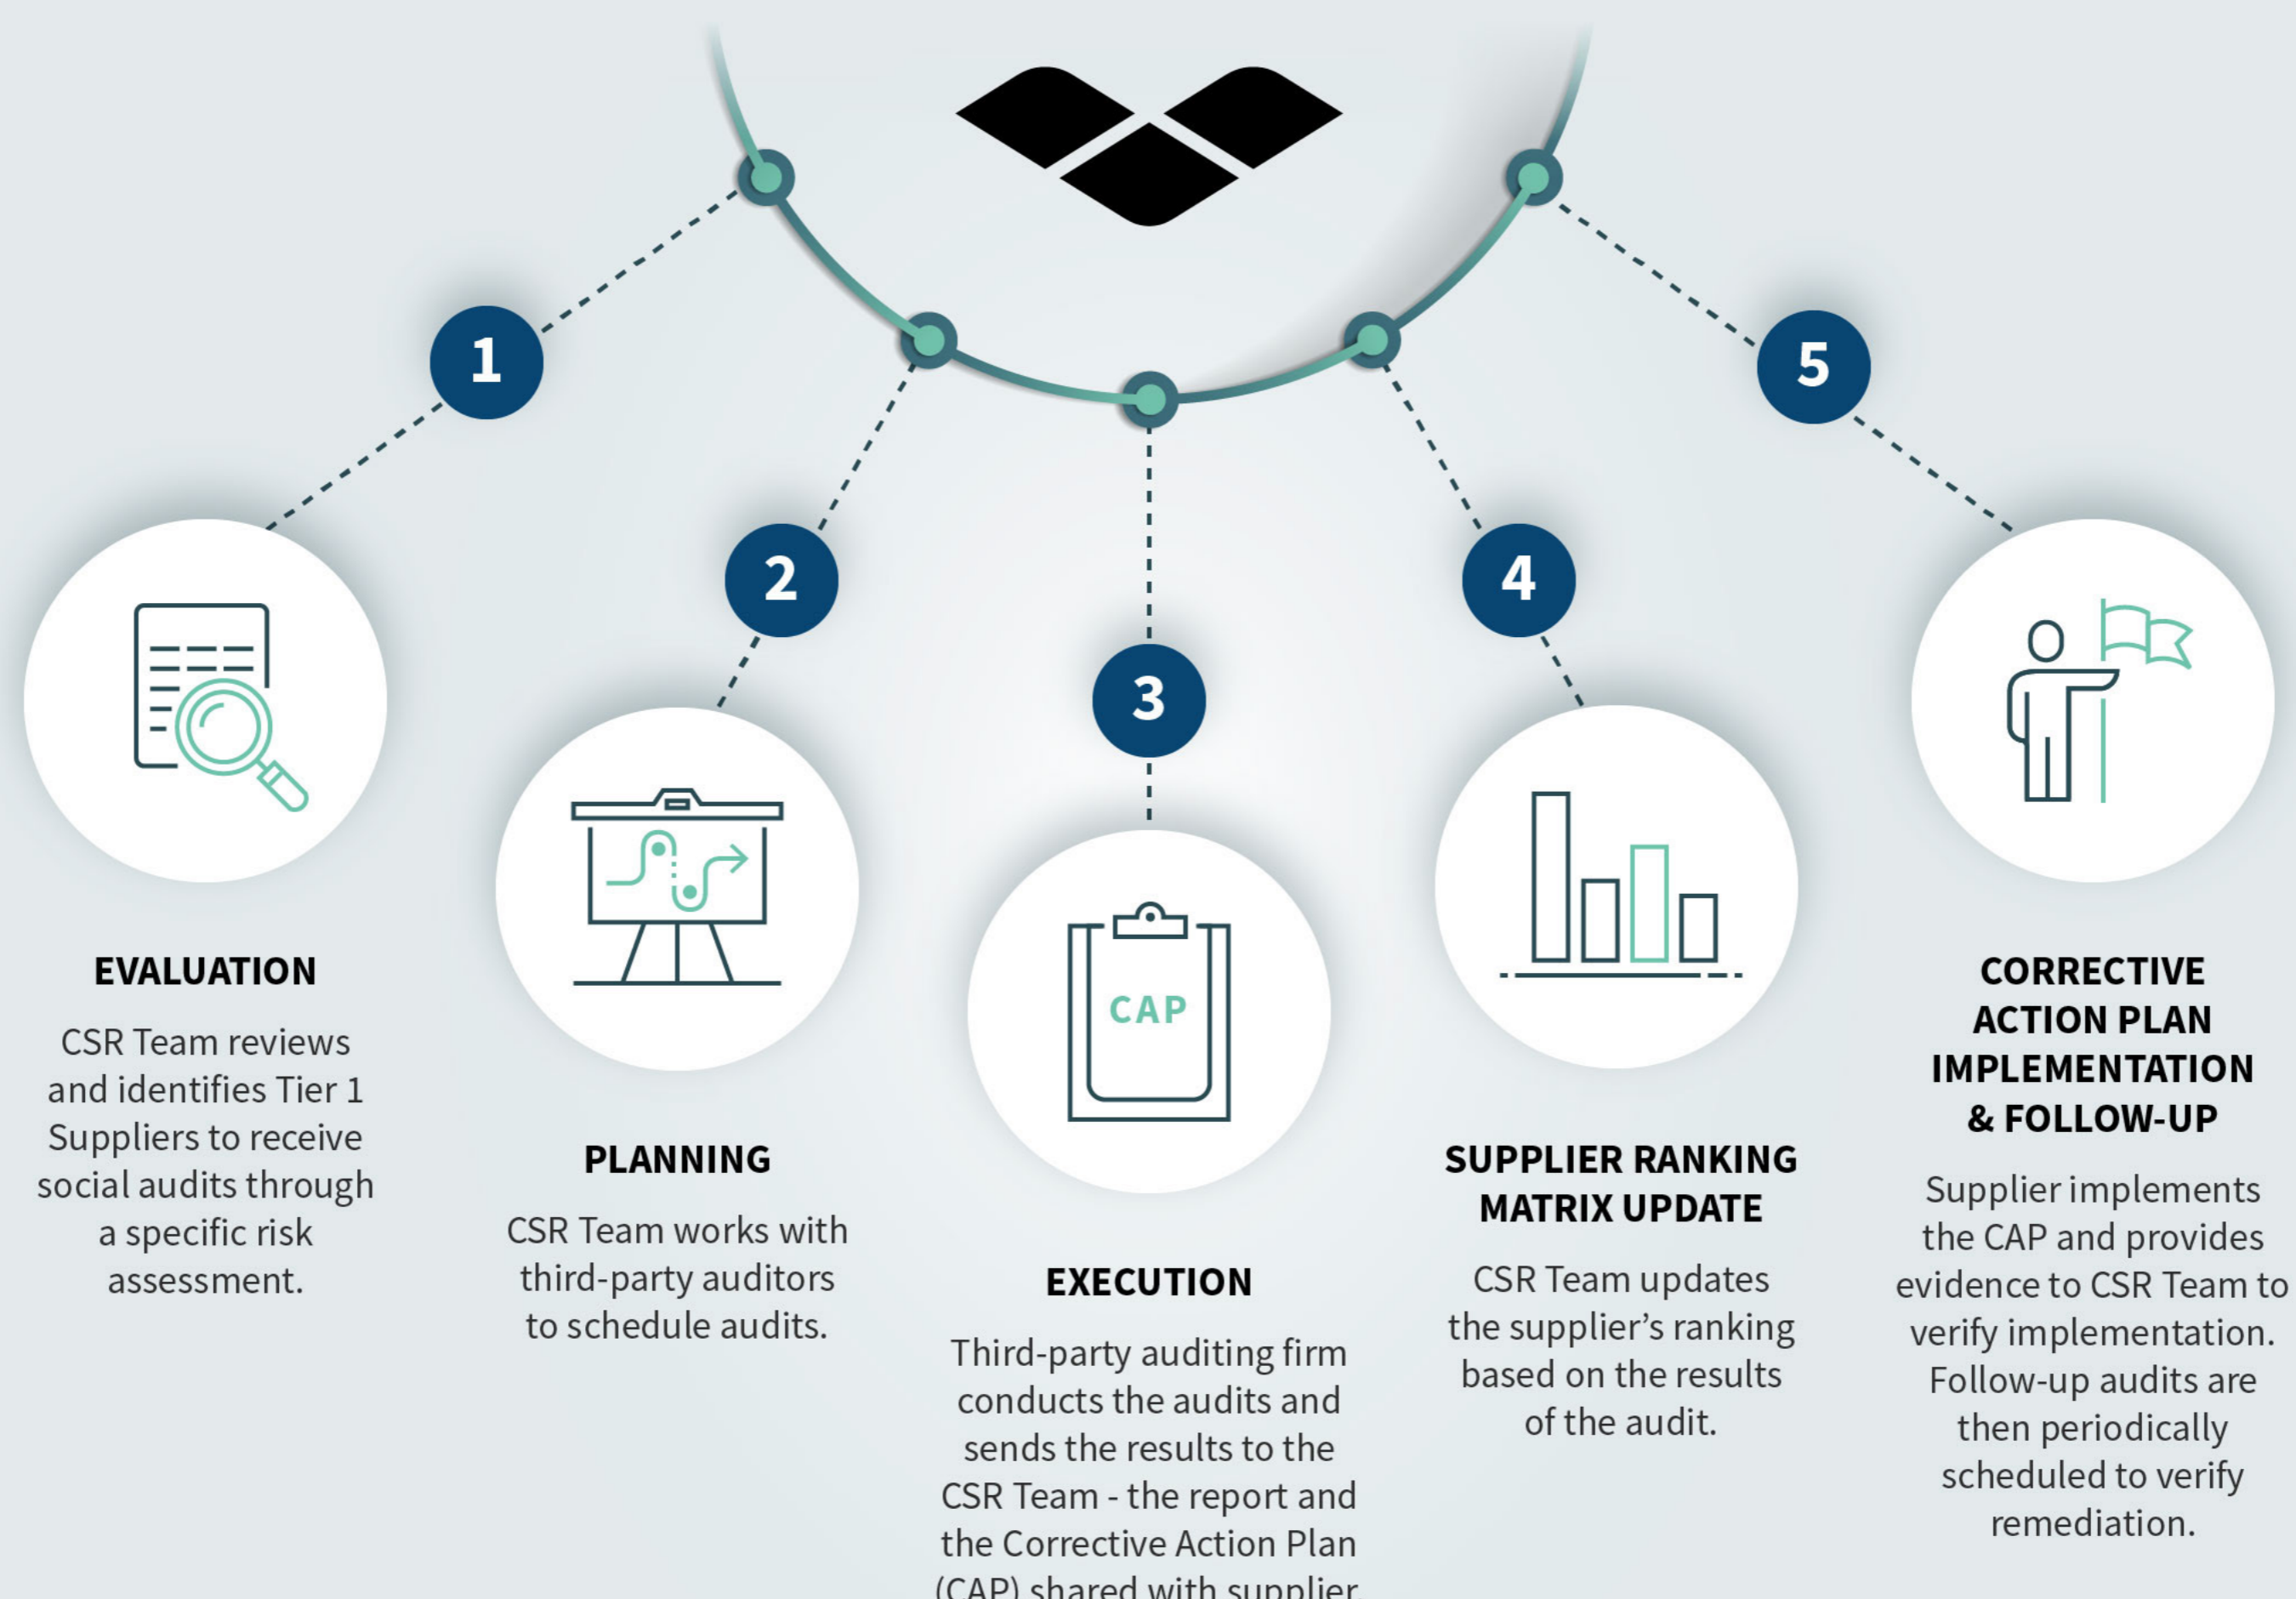 1
EVALUATION
CSR Team reviews
and identifies Tier 1
Suppliers to receive
social audits through
a specific risk
assessment.
2
PLANNING
CSR Team works with
third-party auditors
to schedule audits.
3
CAP
EXECUTION
Third-party auditing firm
conducts the audits and
sends the results to the
CSR Team - the report and
the Corrective Action Plan
(CAP) shared with supplier.
4
SUPPLIER RANKING
MATRIX UPDATE
CSR Team updates
the supplier’s ranking
based on the results
of the audit.
5
CORRECTIVE
ACTION PLAN
IMPLEMENTATION
& FOLLOW-UP
Supplier implements
the CAP and provides
evidence to CSR Team to
verify implementation.
Follow-up audits are
then periodically
scheduled to verify
remediation.